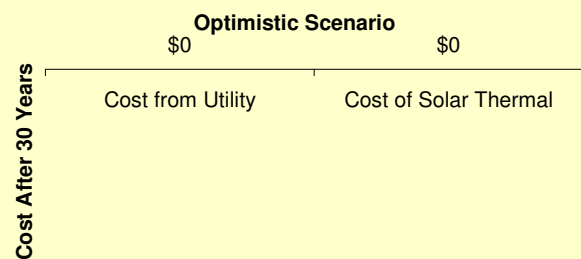 Optimistic Scenario
$0 $0
Cost from Utility Cost of Solar Thermal
Cost After 30 Years